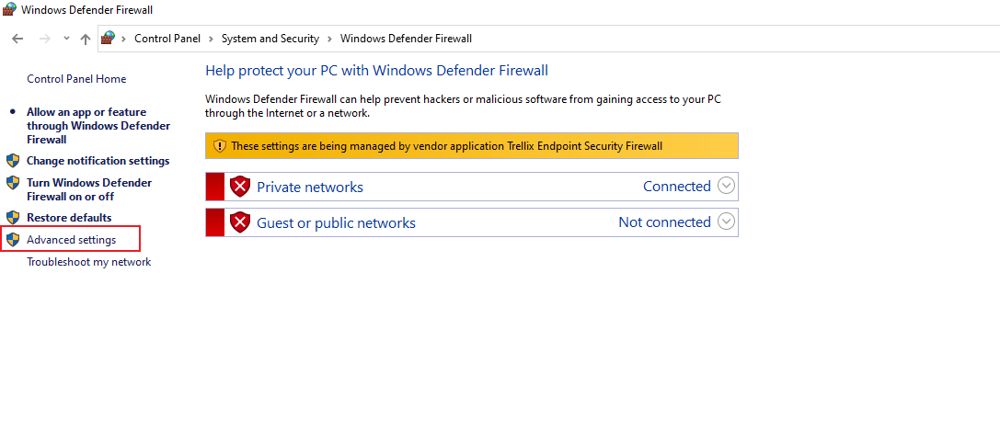 Windows Defender Firewall
Control Panel > System and Security > Windows Defender Firewall
Control Panel Home
Allow an app or feature
through Windows Defender
Firewall
Change notification settings
Turn Windows Defender
Firewall on or off
Restore defaults
Advanced settings
Troubleshoot my network
Help protect your PC with Windows Defender Firewall
Windows Defender Firewall can help prevent hackers or malicious software from gaining access to your PC
through the Internet or a network.
These settings are being managed by vendor application Trellix Endpoint Security Firewall
Private networks Connected
Guest or public networks Not connected